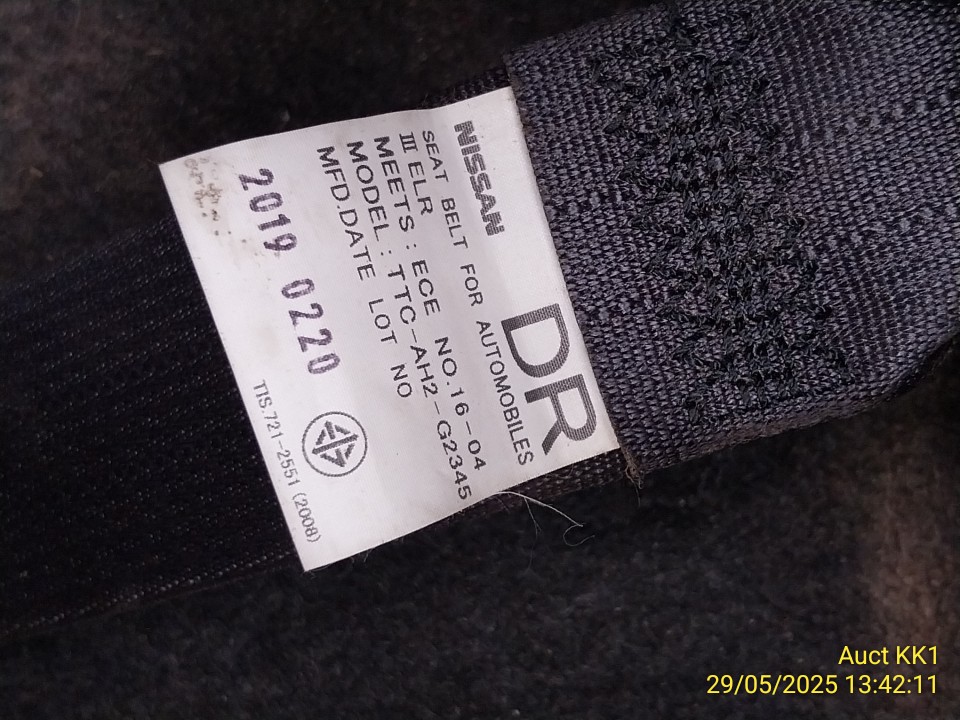 NISSAN
DR
SEAT BELT FOR AUTOMOBILES
Ⅲ ELR
MEETS : ECE NO.16-04
MODEL : TTC-AH2-G2345
MFD.DATE LOT NO
2019 0220
TIS.721-2551 (2008)
Auct KK1
29/05/2025 13:42:11